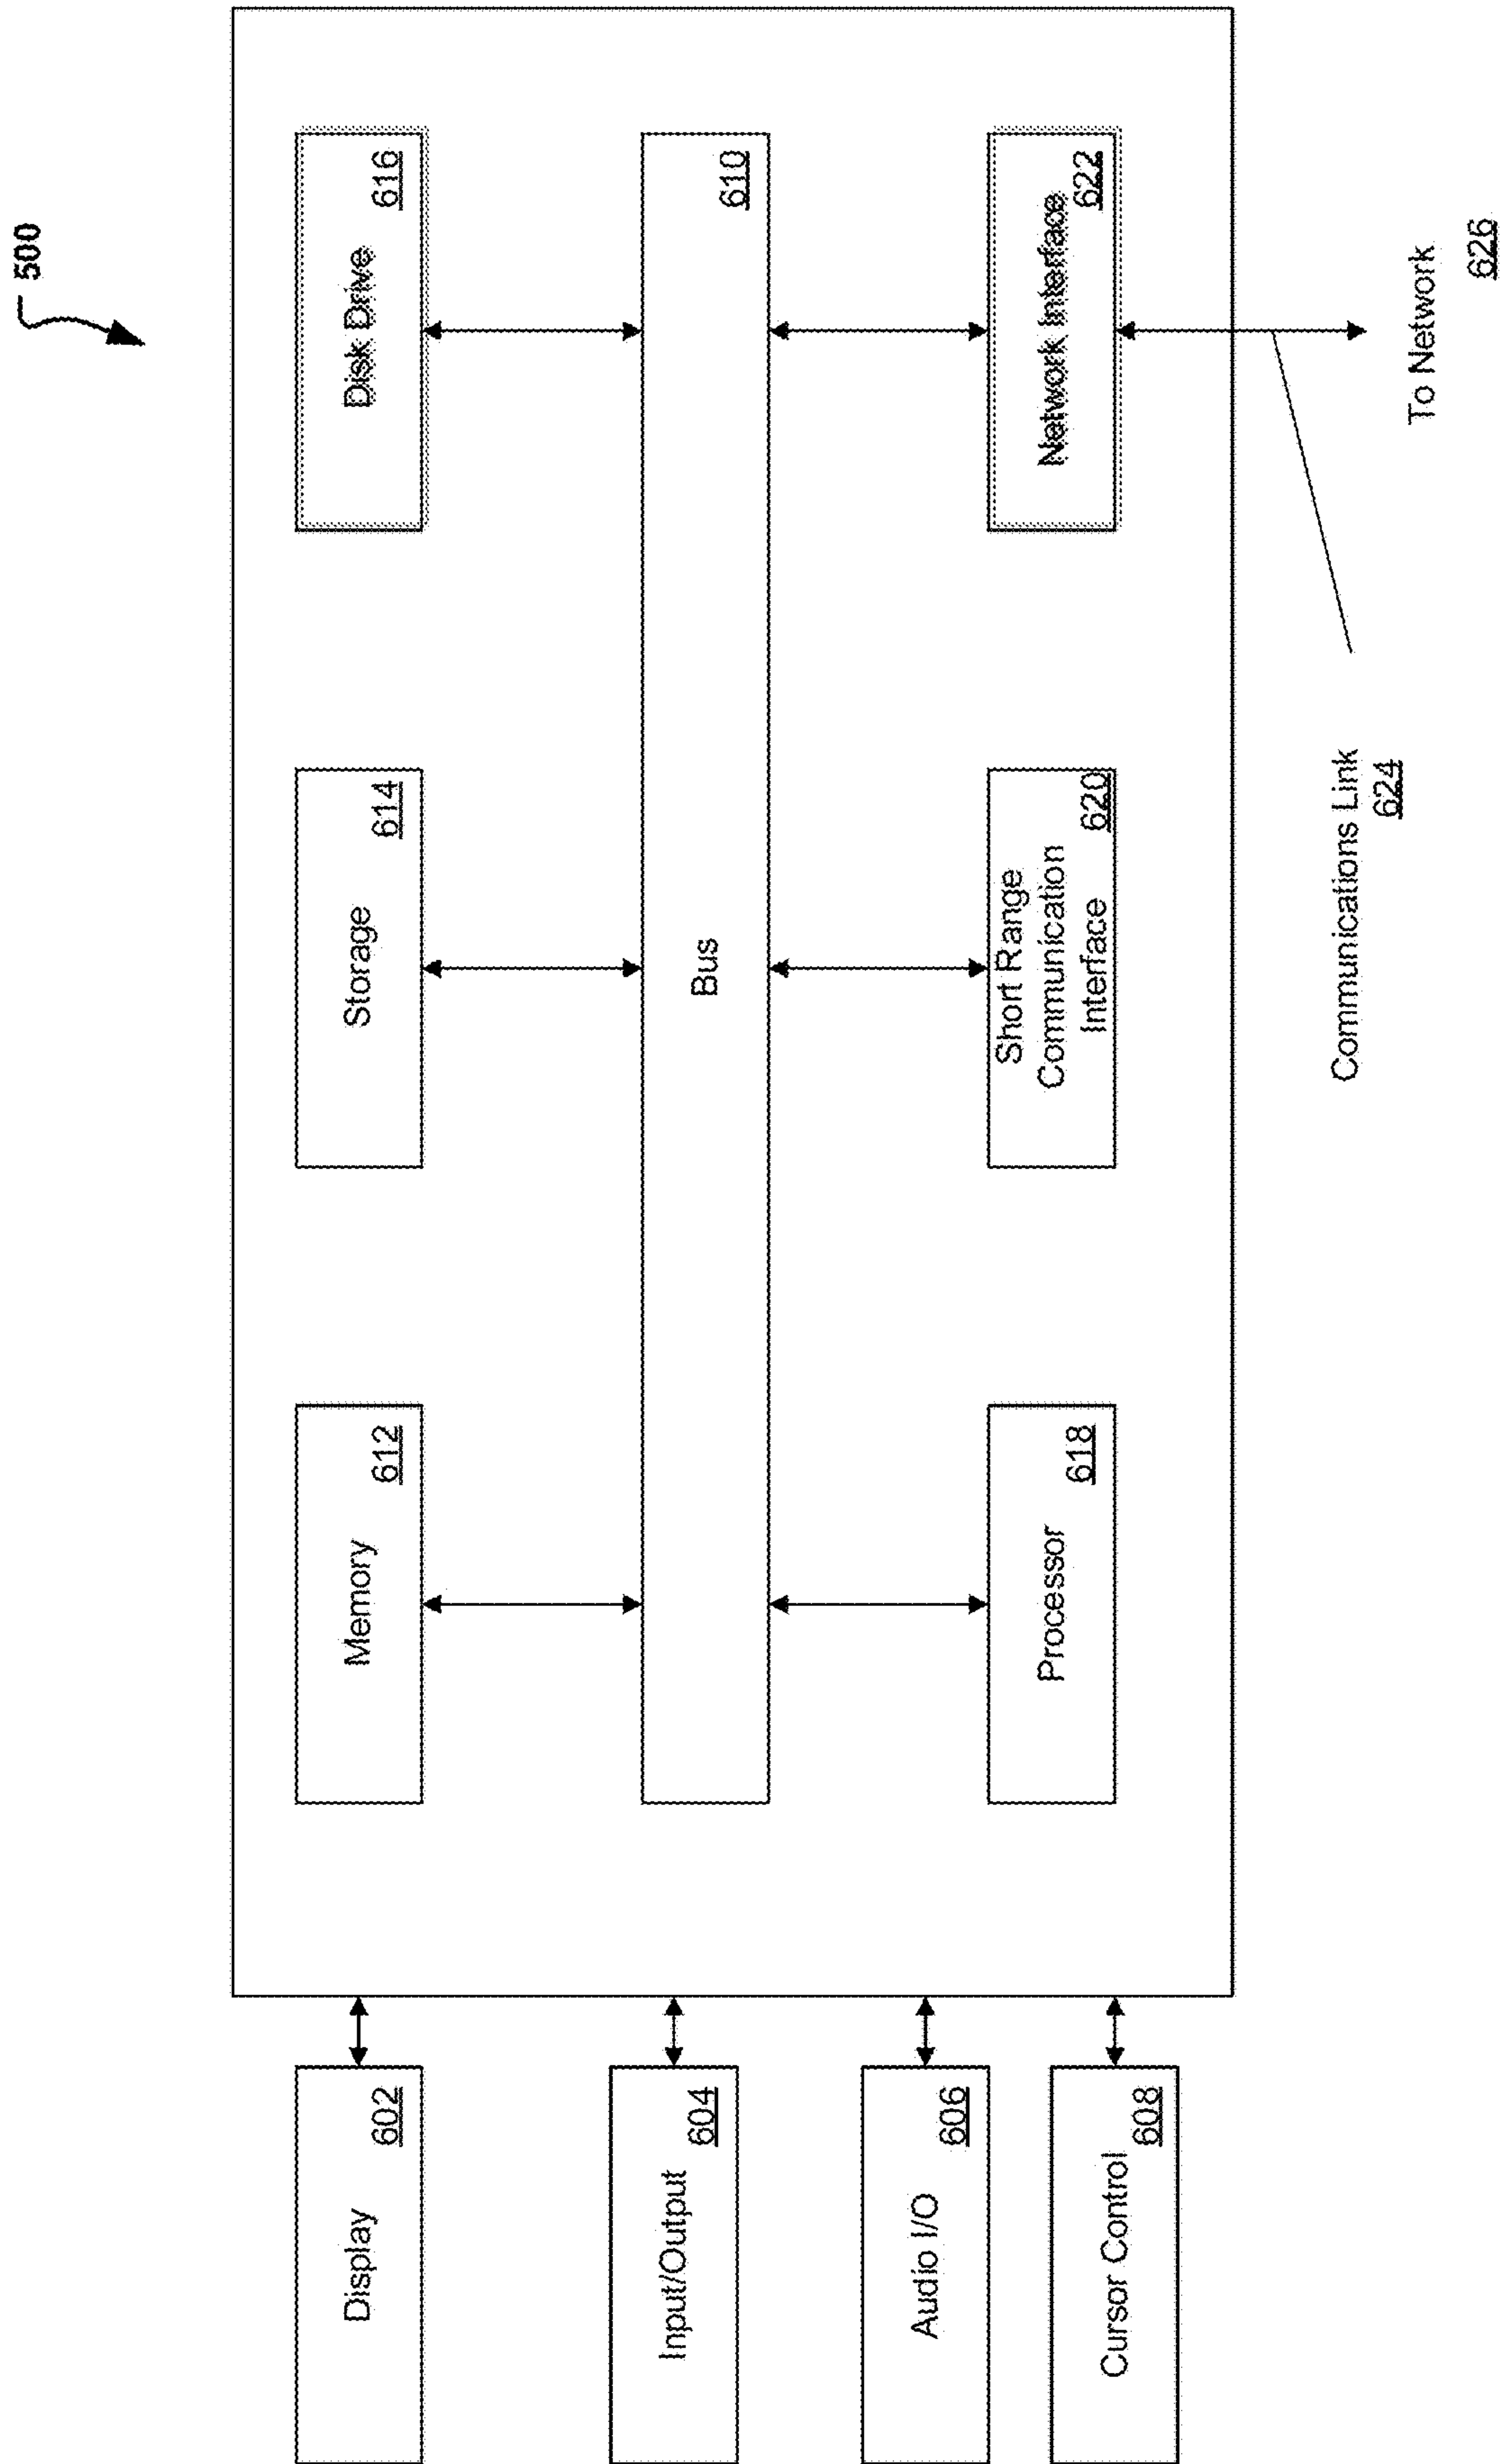 500
Display
602
Input/Output
604
Audio I/O
606
Cursor Control
608
Memory
612
Storage
614
Disk Drive
616
Bus
610
Processor
618
Short Range
Communication
Interface
620
Network Interface
622
Communications Link
624
To Network
626